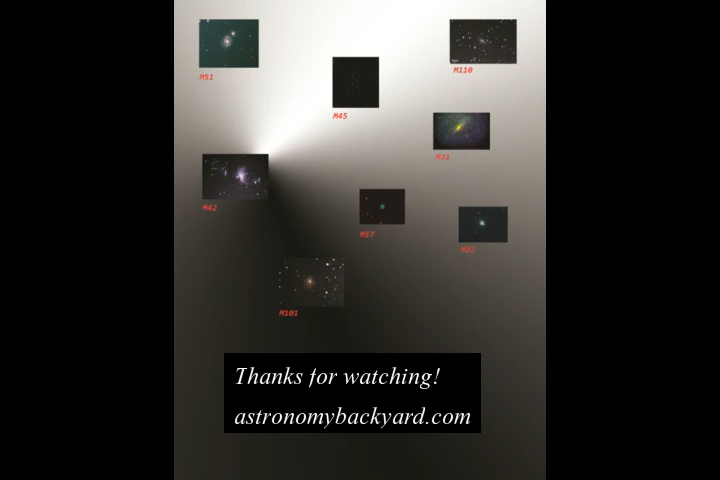 M51
M110
M45
M31
M42
M57
M32
M101
Thanks for watching!
astronomybackyard.com